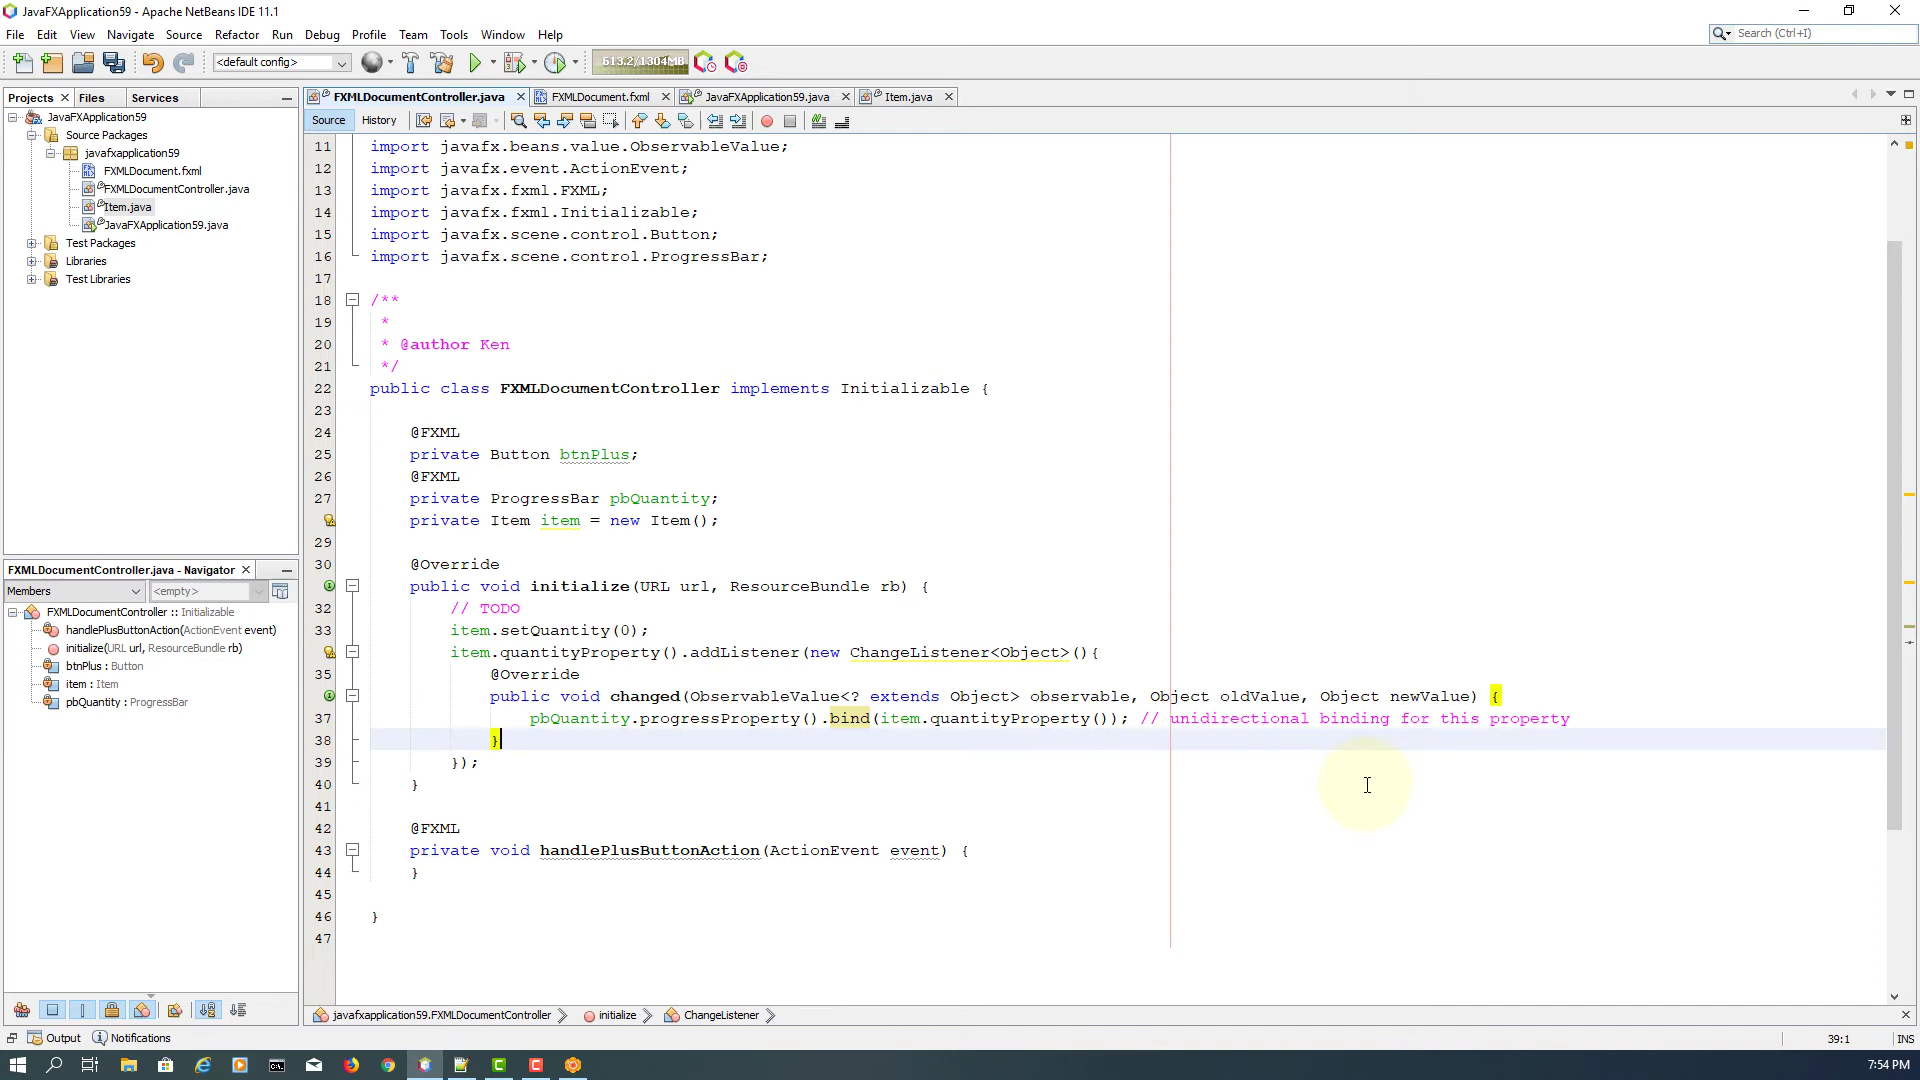 JavaFXApplication59 - Apache NetBeans IDE 11.1
File Edit View Navigate Source Refactor Run Debug Profile Team Tools Window Help
Search (Ctrl+I)
<default config>
613.2/1304MB
Projects Files Services
JavaFXApplication59
Source Packages
javafxapplication59
FXMLDocument.fxml
FXMLDocumentController.java
Item.java
JavaFXApplication59.java
Test Packages
Libraries
Test Libraries
FXMLDocumentController.java - Navigator
Members
<empty>
FXMLDocumentController :: Initializable
handlePlusButtonAction(ActionEvent event)
initialize(URL url, ResourceBundle rb)
btnPlus : Button
item : Item
pbQuantity : ProgressBar
FXMLDocumentController.java FXMLDocument.fxml JavaFXApplication59.java Item.java
Source History
11 import javafx.beans.value.ObservableValue;
12 import javafx.event.ActionEvent;
13 import javafx.fxml.FXML;
14 import javafx.fxml.Initializable;
15 import javafx.scene.control.Button;
16 import javafx.scene.control.ProgressBar;
17
18 /**
19 *
20 * @author Ken
21 */
22 public class FXMLDocumentController implements Initializable {
23
24 @FXML
25 private Button btnPlus;
26 @FXML
27 private ProgressBar pbQuantity;
private Item item = new Item();
29
30 @Override
public void initialize(URL url, ResourceBundle rb) {
32 // TODO
33 item.setQuantity(0);
item.quantityProperty().addListener(new ChangeListener<Object>(){
35 @Override
public void changed(ObservableValue<? extends Object> observable, Object oldValue, Object newValue) {
37 pbQuantity.progressProperty().bind(item.quantityProperty()); // unidirectional binding for this property
38 }
39 });
40 }
41
42 @FXML
43 private void handlePlusButtonAction(ActionEvent event) {
44 }
45
46 }
47
javafxapplication59.FXMLDocumentController initialize ChangeListener
Output Notifications
39:1 INS
7:54 PM